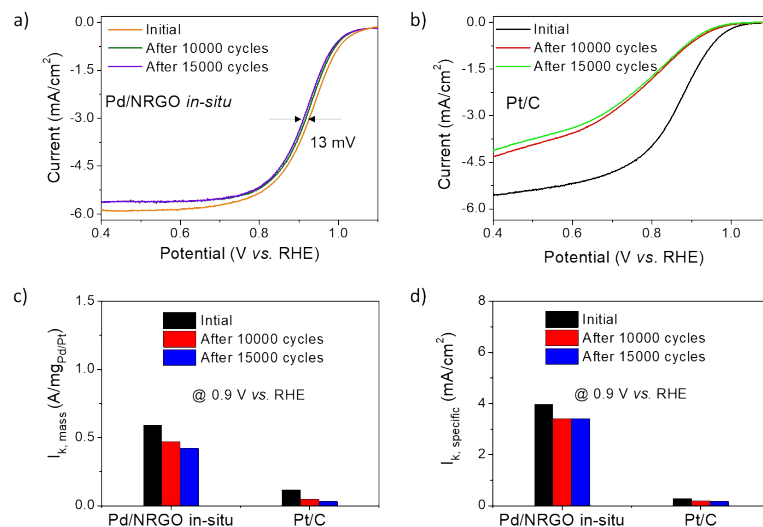 a)
0.0
-1.5
-3.0
-4.5
-6.0
Current (mA/cm²)
Initial
After 10000 cycles
After 15000 cycles
Pd/NRGO in-situ
13 mV
0.4 0.6 0.8 1.0
Potential (V vs. RHE)
b)
0.0
-1.5
-3.0
-4.5
-6.0
Current (mA/cm²)
Initial
After 10000 cycles
After 15000 cycles
Pt/C
0.4 0.6 0.8 1.0
Potential (V vs. RHE)
c)
1.5
1.0
0.5
0.0
I k, mass (A/mg Pd/Pt)
Intial
After 10000 cycles
After 15000 cycles
@ 0.9 V vs. RHE
Pd/NRGO in-situ Pt/C
d)
8
6
4
2
0
I k, specific (mA/cm²)
Initial
After 10000 cycles
After 15000 cycles
@ 0.9 V vs. RHE
Pd/NRGO in-situ Pt/C